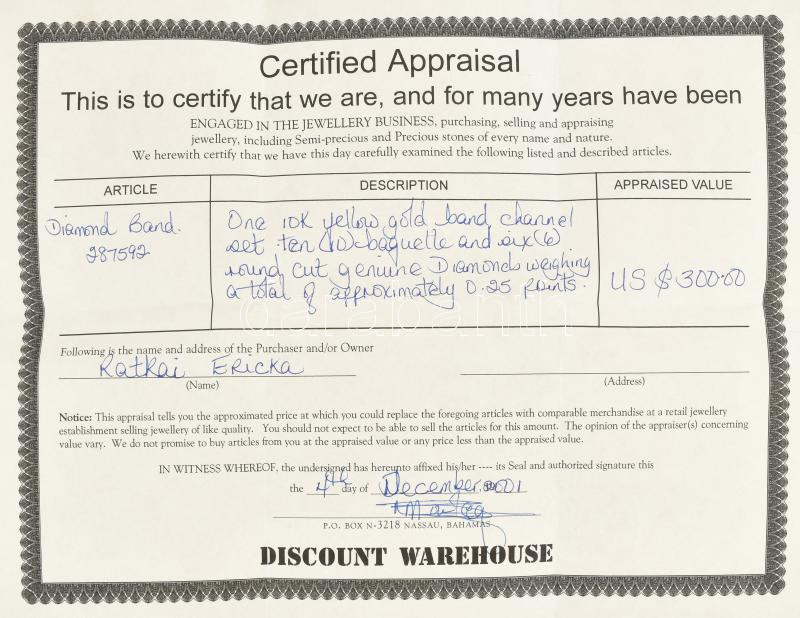 Certified Appraisal
This is to certify that we are, and for many years have been
ENGAGED IN THE JEWELLERY BUSINESS, purchasing, selling and appraising
jewellery, including Semi-precious and Precious stones of every name and nature.
We herewith certify that we have this day carefully examined the following listed and described articles.
ARTICLE DESCRIPTION APPRAISED VALUE
Diamond Band.
287592
One 10K yellow gold band channel
set ten (10) baguette and six (6)
round cut genuine Diamonds weighing
a total of approximately 0.25 points.
US $ 300.00
darabanth
Following is the name and address of the Purchaser and/or Owner
Ratkai Ericka
(Name) (Address)
Notice: This appraisal tells you the approximated price at which you could replace the foregoing articles with comparable merchandise at a retail jewellery
establishment selling jewellery of like quality. You should not expect to be able to sell the articles for this amount. The opinion of the appraiser(s) concerning
value vary. We do not promise to buy articles from you at the appraised value or any price less than the appraised value.
IN WITNESS WHEREOF, the undersigned has hereunto affixed his/her ---- its Seal and authorized signature this
the 4th day of December, 2001
P.O. BOX N-3218 NASSAU, BAHAMAS
DISCOUNT WAREHOUSE